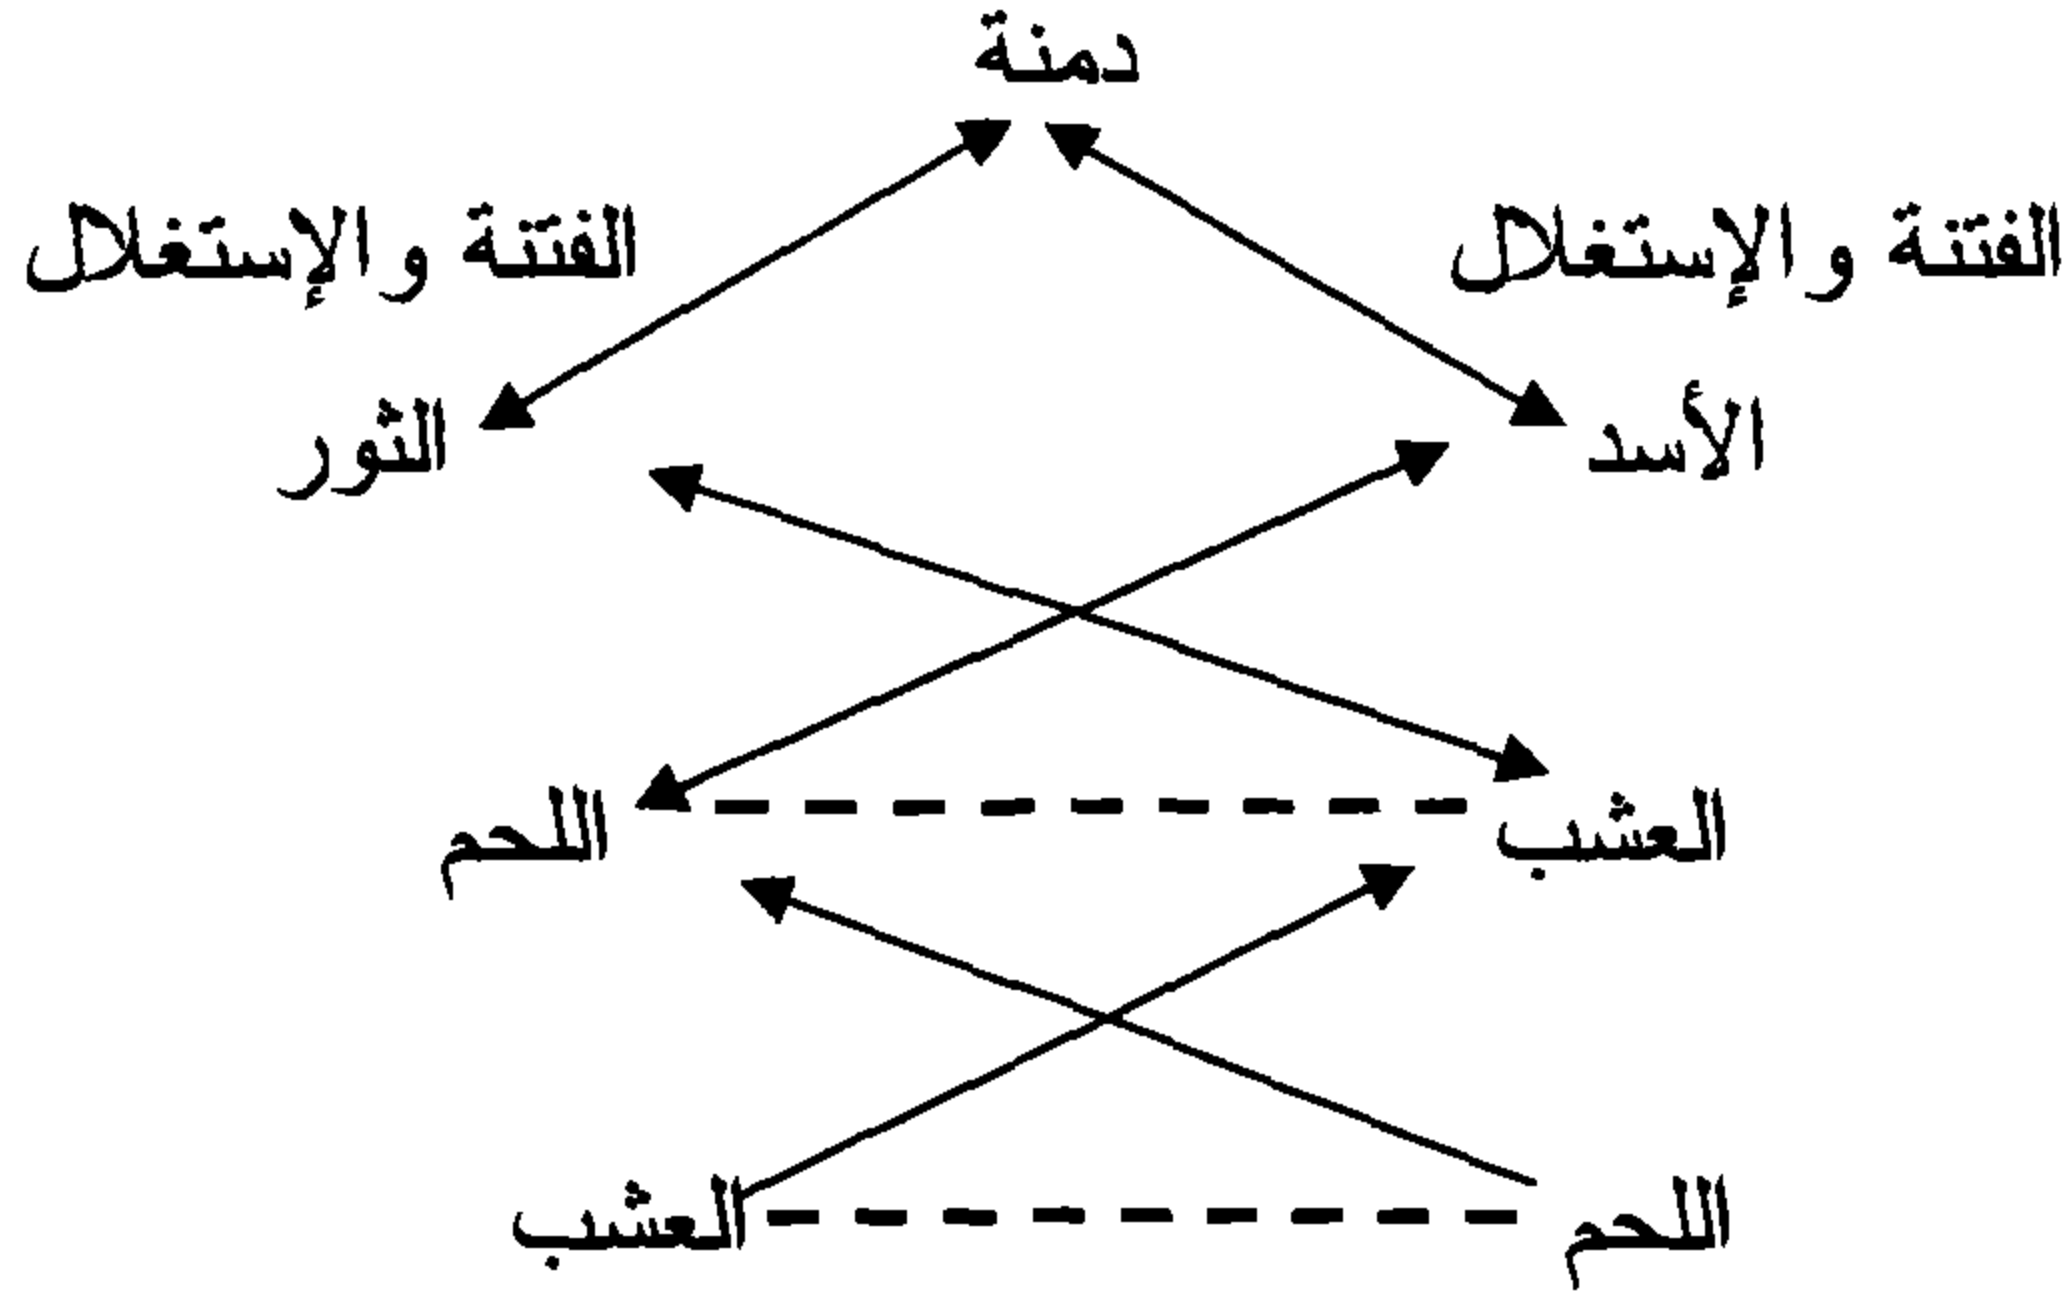 دمنة
الفتنة والإستغلال
الفتنة والإستغلال
الأسد
الثور
العشب
اللحم
اللحم
العشب